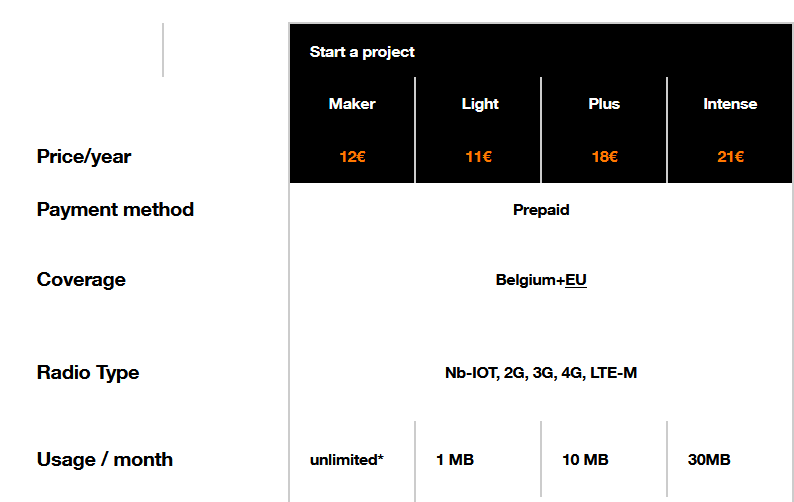 Start a project
Maker Light Plus Intense
Price/year 12€ 11€ 18€ 21€
Payment method Prepaid
Coverage Belgium+EU
Radio Type Nb-IOT, 2G, 3G, 4G, LTE-M
Usage / month unlimited* 1 MB 10 MB 30MB